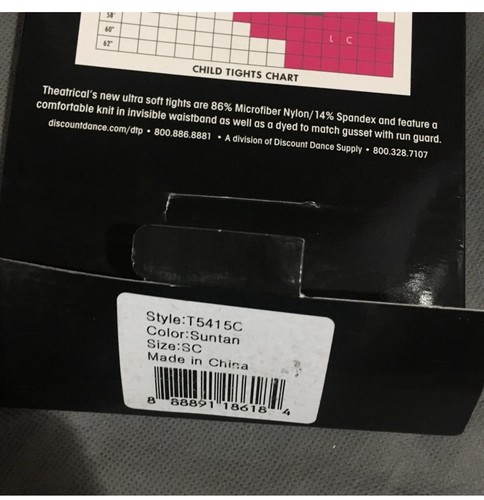 58"
60"
62"
L C
CHILD TIGHTS CHART
Theatrical's new ultra soft tights are 86% Microfiber Nylon/14% Spandex and feature a
comfortable knit in invisible waistband as well as a dyed to match gusset with run guard.
discountdance.com/dtp • 800.886.8881 • A division of Discount Dance Supply • 800.328.7107
Style:T5415C
Color:Suntan
Size:SC
Made in China
8 88891 18618 4